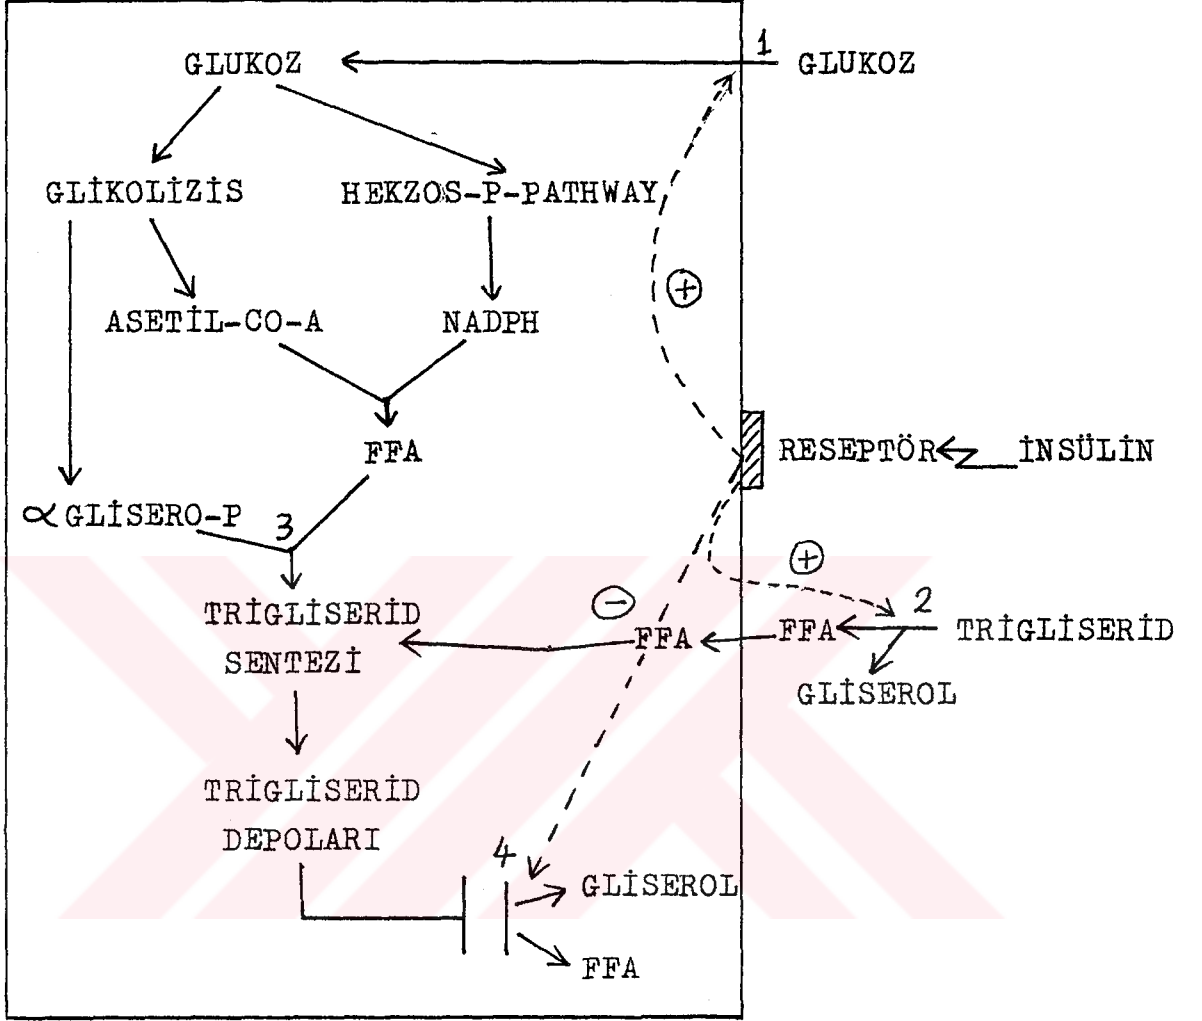 1
GLUKOZ
GLUKOZ
GLİKOLİZİS
HEKZOS-P-PATHWAY
+
ASETİL-CO-A
NADPH
FFA
RESEPTÖR
İNSÜLİN
αGLİSERO-P
3
+
-
2
TRİGLİSERİD
SENTEZİ
FFA
FFA
TRİGLİSERİD
GLİSEROL
TRİGLİSERİD
DEPOLARI
4
GLİSEROL
FFA